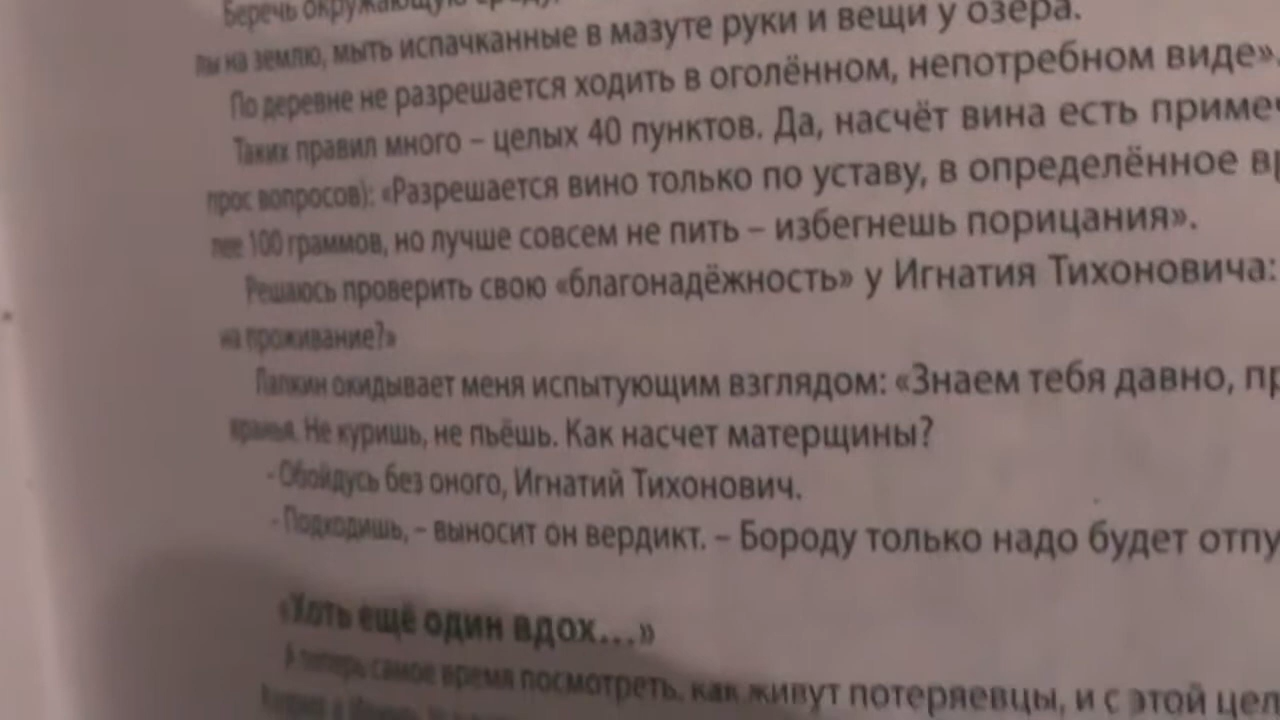 Беречь окружающую
на землю, мыть испачканные в мазуте руки и вещи у озера.
По деревне не разрешается ходить в оголённом, непотребном виде».
Таких правил много – целых 40 пунктов. Да, насчёт вина есть приме
прос вопросов): «Разрешается вино только по уставу, в определённое
лее 100 граммов, но лучше совсем не пить – избегнешь порицания».
Решаюсь проверить свою «благонадёжность» у Игнатия Тихоновича:
на проживание?»
Лапкин окидывает меня испытующим взглядом: «Знаем тебя давно, пр
вранья. Не куришь, не пьёшь. Как насчет матерщины?
- Обойдусь без оного, Игнатий Тихонович.
- Подходишь, – выносит он вердикт. – Бороду только надо будет отпу
«Хоть ещё один вдох...»
А теперь самое время посмотреть, как живут потеряевцы, и с этой цел